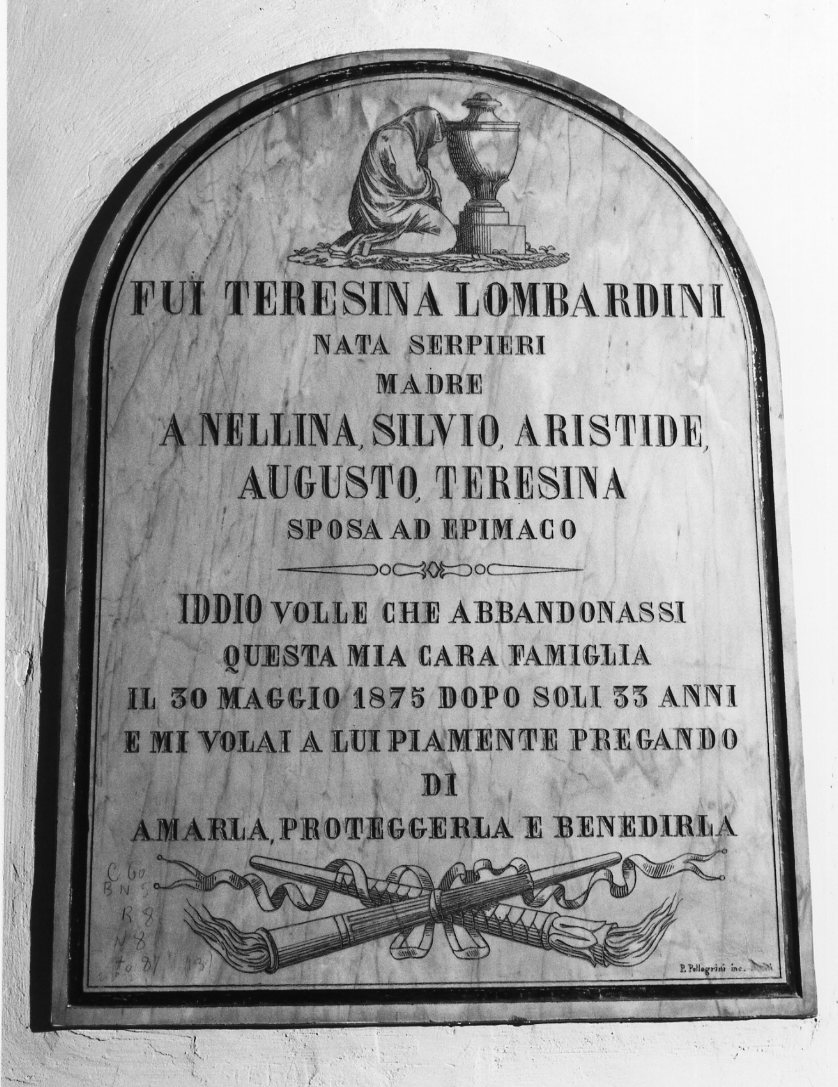 FUI TERESINA LOMBARDINI
NATA SERPIERI
MADRE
A NELLINA, SILVIO, ARISTIDE,
AUGUSTO, TERESINA
SPOSA AD EPIMACO
IDDIO VOLLE CHE ABBANDONASSI
QUESTA MIA CARA FAMIGLIA
IL 30 MAGGIO 1875 DOPO SOLI 33 ANNI
E MI VOLAI A LUI PIAMENTE PREGANDO
DI
AMARLA, PROTEGGERLA E BENEDIRLA
P. Pellegrini inc.